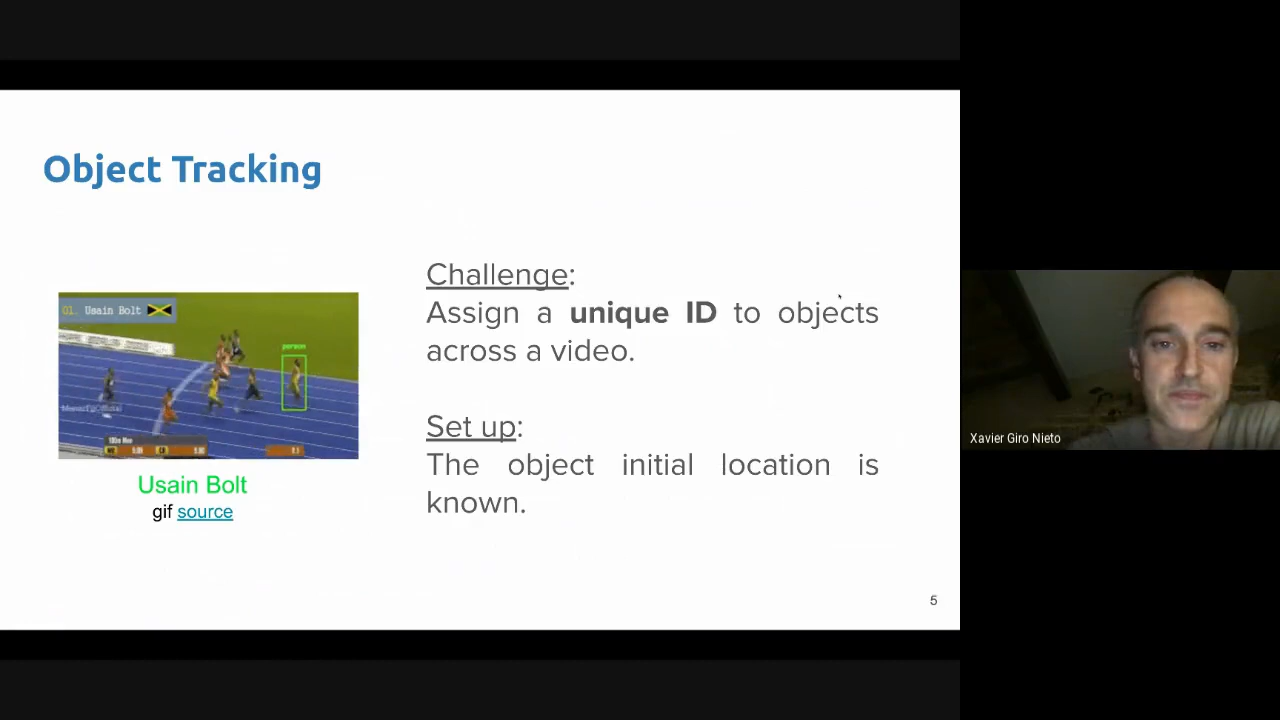 Object Tracking
01. Usain Bolt
person
Usain Bolt
gif source
Challenge:
Assign a unique ID to objects
across a video.
Set up:
The object initial location is
known.
5
Xavier Giro Nieto